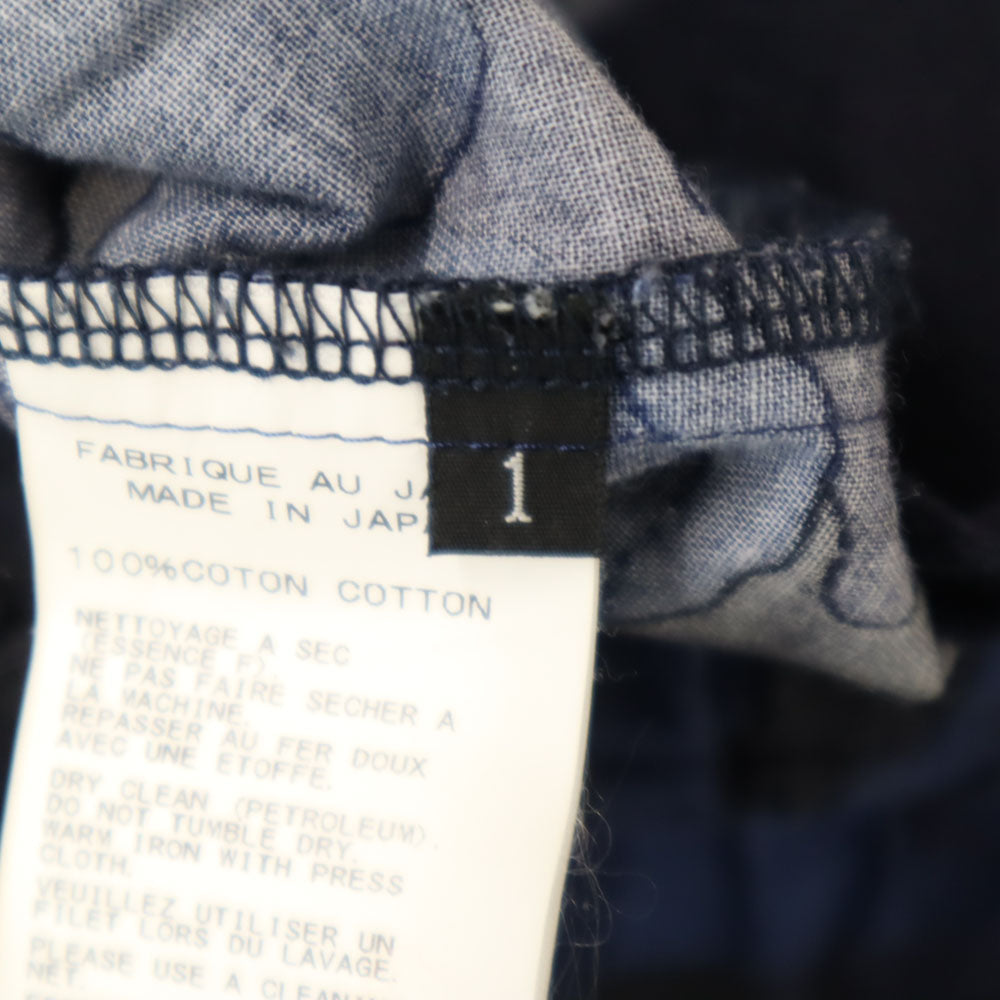 1
FABRIQUE AU JA
MADE IN JAPA
100%COTON COTTON
NETTOYAGE A SEC
(ESSENCE F).
NE PAS FAIRE SECHER A
LA MACHINE.
REPASSER AU FER DOUX
AVEC UNE ETOFFE.
DRY CLEAN (PETROLEUM).
DO NOT TUMBLE DRY.
WARM IRON WITH PRESS
CLOTH.
VEUILLEZ UTILISER UN
FILET LORS DU LAVAGE.
PLEASE USE A CLEANI
NET.